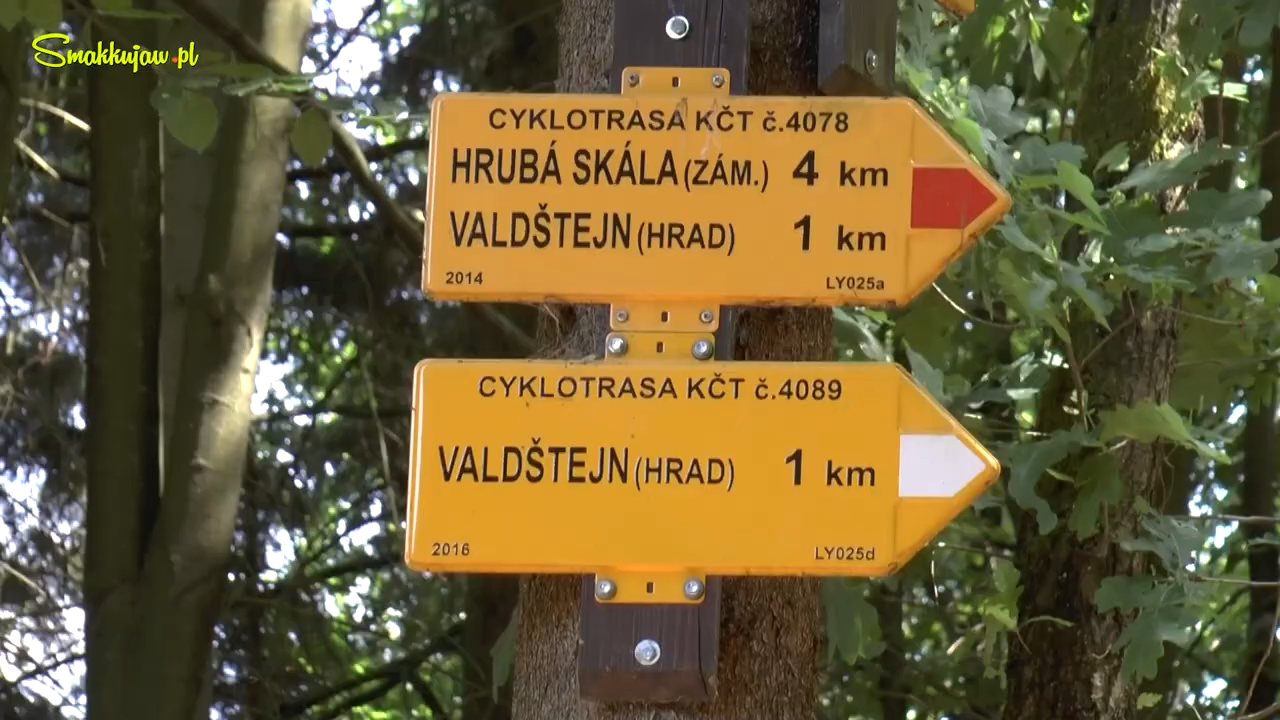 Smakkujaw.pl
CYKLOTRASA KČT č.4078
HRUBÁ SKÁLA (ZÁM.) 4 km
VALDŠTEJN (HRAD) 1 km
2014 LY025a
CYKLOTRASA KČT č.4089
VALDŠTEJN (HRAD) 1 km
2016 LY025d